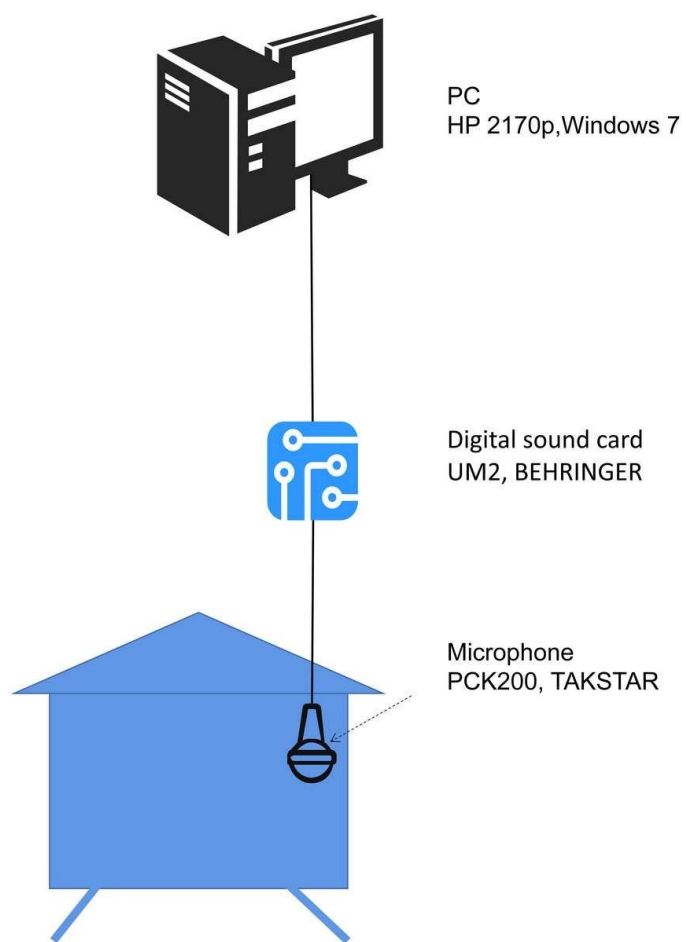 PC
HP 2170p,Windows 7
Digital sound card
UM2, BEHRINGER
Microphone
PCK200, TAKSTAR